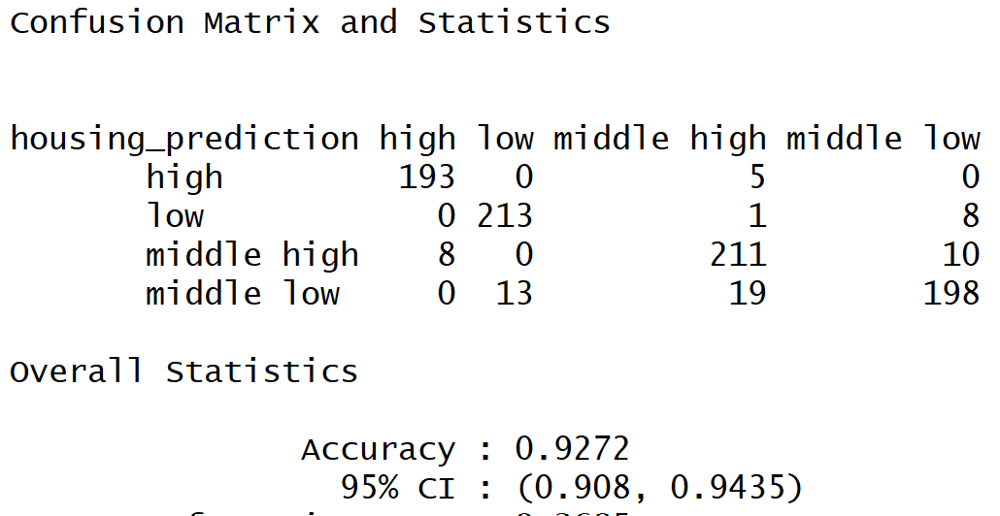 Confusion Matrix and Statistics
housing_prediction high low middle high middle low
high 193 0 5 0
low 0 213 1 8
middle high 8 0 211 10
middle low 0 13 19 198
Overall Statistics
Accuracy : 0.9272
95% CI : (0.908, 0.9435)